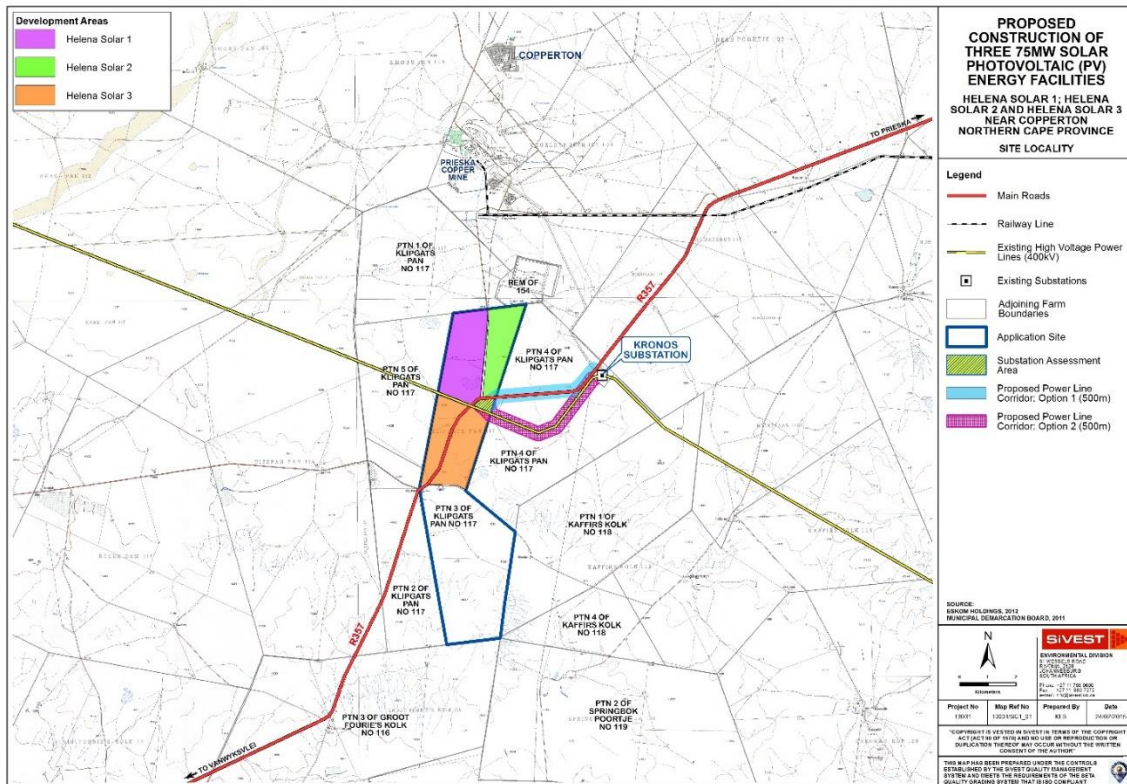 Development Areas
Helena Solar 1
Helena Solar 2
Helena Solar 3
COPPERTON
TO PRIESKA
PRIESKA
COPPER
MINE
PTN 1 OF
KLIPGATS
PAN
NO 117
REM OF
154
R357
PTN 4 OF
KLIPGATS PAN
NO 117
KRONOS
SUBSTATION
PTN 5 OF
KLIPGATS
PAN
NO 117
PTN 4 OF
KLIPGATS PAN
NO 117
PTN 3 OF
KLIPGATS
PAN NO 117
PTN 1 OF
KAFFIRS KOLK
NO 118
PTN 2 OF
KLIPGATS
PAN
NO 117
R357
PTN 4 OF
KAFFIRS KOLK
NO 118
PTN 2 OF
SPRINGBOK
POORTJE
NO 119
PTN 3 OF GROOT
FOURIE'S KOLK
NO 116
TO VANWYKSVLEI
PROPOSED
CONSTRUCTION OF
THREE 75MW SOLAR
PHOTOVOLTAIC (PV)
ENERGY FACILITIES
HELENA SOLAR 1; HELENA
SOLAR 2 AND HELENA SOLAR 3
NEAR COPPERTON
NORTHERN CAPE PROVINCE
SITE LOCALITY
Legend
Main Roads
Railway Line
Existing High Voltage Power
Lines (400kV)
Existing Substations
Adjoining Farm
Boundaries
Application Site
Substation Assessment
Area
Proposed Power Line
Corridor: Option 1 (500m)
Proposed Power Line
Corridor: Option 2 (500m)
SOURCE:
ESKOM HOLDINGS, 2012
MUNICIPAL DEMARCATION BOARD, 2011
N
Kilometers
SiVEST
ENVIRONMENTAL DIVISION
JOHANNESBURG
SOUTH AFRICA
Project No
Map Ref No
Prepared By
Date
"COPYRIGHT IS VESTED IN SIVEST IN TERMS OF THE COPYRIGHT
ACT (ACT 98 OF 1978) AND NO USE OR REPRODUCTION OR
DUPLICATION THEREOF MAY OCCUR WITHOUT THE WRITTEN
CONSENT OF THE AUTHOR"
THIS MAP HAS BEEN PREPARED UNDER THE CONTROLS
ESTABLISHED BY THE SIVEST QUALITY MANAGEMENT
SYSTEM AND MEETS THE REQUIREMENTS OF THE SETA
QUALITY GRADING SYSTEM THAT IS ISO COMPLIANT